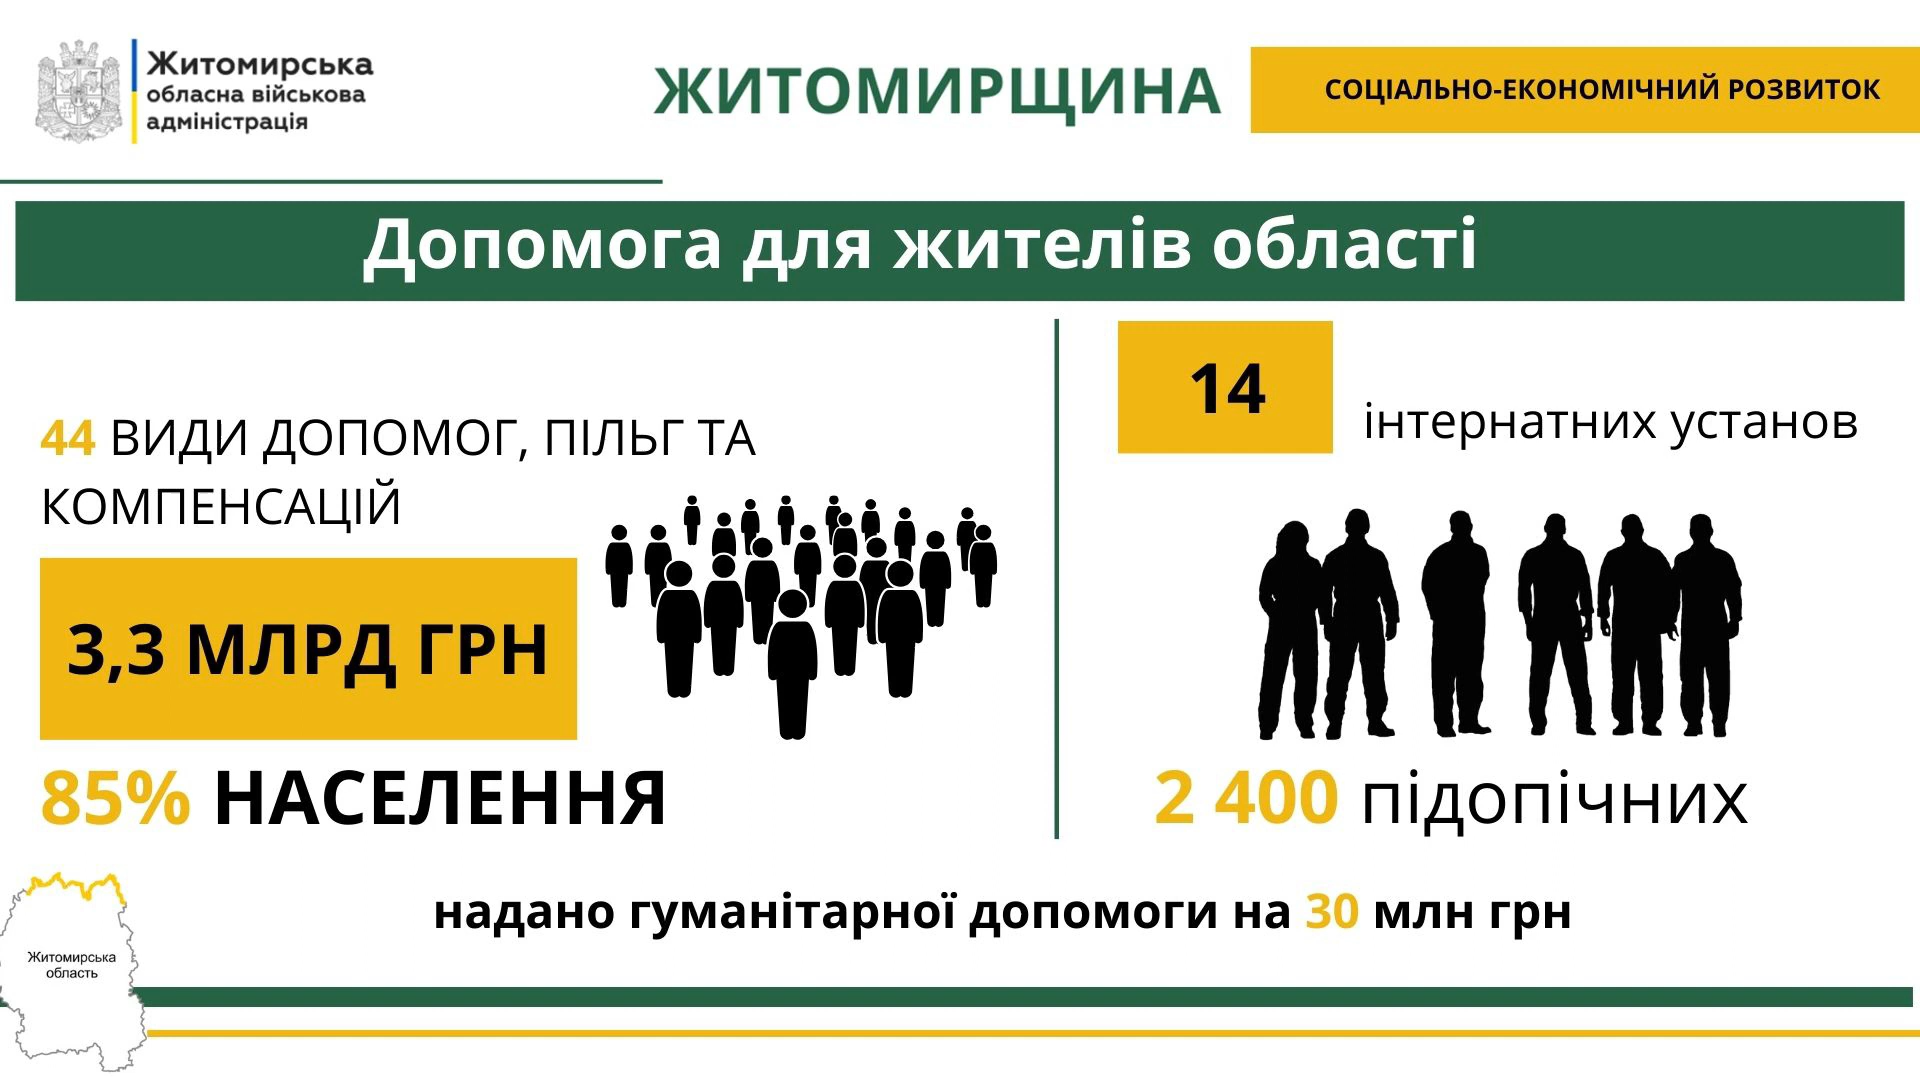 Житомирська
обласна військова
адміністрація
ЖИТОМИРЩИНА
СОЦІАЛЬНО-ЕКОНОМІЧНИЙ РОЗВИТОК
Допомога для жителів області
44 ВИДИ ДОПОМОГ, ПІЛЬГ ТА
КОМПЕНСАЦІЙ
3,3 МЛРД ГРН
85% НАСЕЛЕННЯ
14
інтернатних установ
2 400 підопічних
надано гуманітарної допомоги на 30 млн грн
Житомирська
область